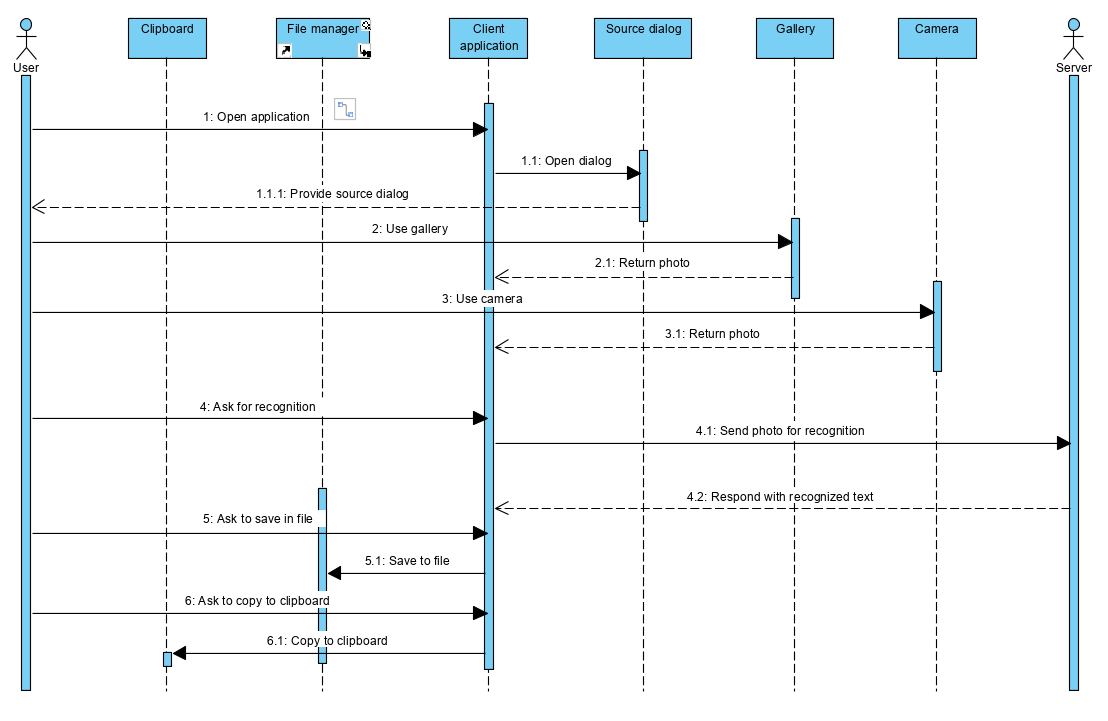 Clipboard
File manager
Client
application
Source dialog
Gallery
Camera
User
Server
1: Open application
1.1: Open dialog
1.1.1: Provide source dialog
2: Use gallery
2.1: Return photo
3: Use camera
3.1: Return photo
4: Ask for recognition
4.1: Send photo for recognition
4.2: Respond with recognized text
5: Ask to save in file
5.1: Save to file
6: Ask to copy to clipboard
6.1: Copy to clipboard